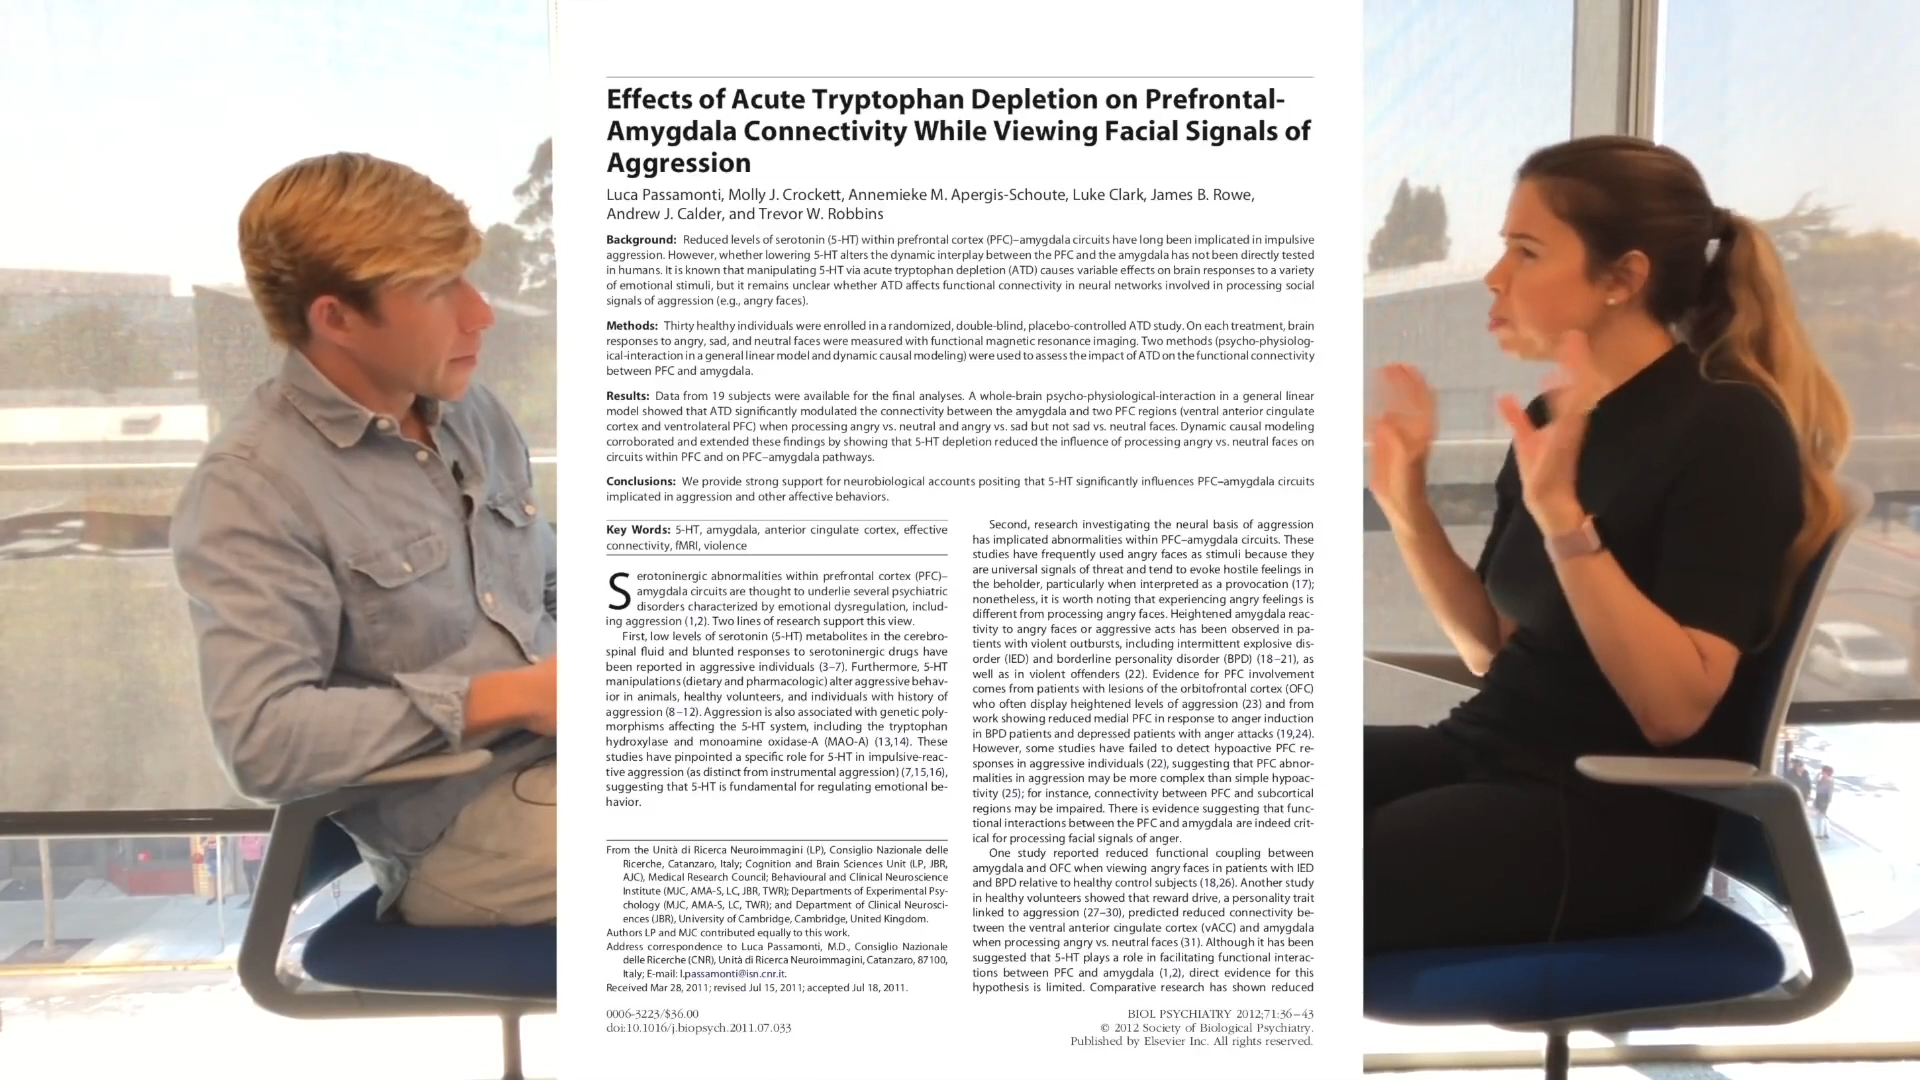 Effects of Acute Tryptophan Depletion on Prefrontal-
Amygdala Connectivity While Viewing Facial Signals of
Aggression
Luca Passamonti, Molly J. Crockett, Annemieke M. Apergis-Schoute, Luke Clark, James B. Rowe,
Andrew J. Calder, and Trevor W. Robbins
Background: Reduced levels of serotonin (5-HT) within prefrontal cortex (PFC)–amygdala circuits have long been implicated in impulsive
aggression. However, whether lowering 5-HT alters the dynamic interplay between the PFC and the amygdala has not been directly tested
in humans. It is known that manipulating 5-HT via acute tryptophan depletion (ATD) causes variable effects on brain responses to a variety
of emotional stimuli, but it remains unclear whether ATD affects functional connectivity in neural networks involved in processing social
signals of aggression (e.g., angry faces).
Methods: Thirty healthy individuals were enrolled in a randomized, double-blind, placebo-controlled ATD study. On each treatment, brain
responses to angry, sad, and neutral faces were measured with functional magnetic resonance imaging. Two methods (psycho-physiolog-
ical-interaction in a general linear model and dynamic causal modeling) were used to assess the impact of ATD on the functional connectivity
between PFC and amygdala.
Results: Data from 19 subjects were available for the final analyses. A whole-brain psycho-physiological-interaction in a general linear
model showed that ATD significantly modulated the connectivity between the amygdala and two PFC regions (ventral anterior cingulate
cortex and ventrolateral PFC) when processing angry vs. neutral and angry vs. sad but not sad vs. neutral faces. Dynamic causal modeling
corroborated and extended these findings by showing that 5-HT depletion reduced the influence of processing angry vs. neutral faces on
circuits within PFC and on PFC–amygdala pathways.
Conclusions: We provide strong support for neurobiological accounts positing that 5-HT significantly influences PFC–amygdala circuits
implicated in aggression and other affective behaviors.
Key Words: 5-HT, amygdala, anterior cingulate cortex, effective
connectivity, fMRI, violence
Serotoninergic abnormalities within prefrontal cortex (PFC)–
amygdala circuits are thought to underlie several psychiatric
disorders characterized by emotional dysregulation, includ-
ing aggression (1,2). Two lines of research support this view.
First, low levels of serotonin (5-HT) metabolites in the cerebro-
spinal fluid and blunted responses to serotoninergic drugs have
been reported in aggressive individuals (3–7). Furthermore, 5-HT
manipulations (dietary and pharmacologic) alter aggressive behav-
ior in animals, healthy volunteers, and individuals with history of
aggression (8–12). Aggression is also associated with genetic poly-
morphisms affecting the 5-HT system, including the tryptophan
hydroxylase and monoamine oxidase-A (MAO-A) (13,14). These
studies have pinpointed a specific role for 5-HT in impulsive-reac-
tive aggression (as distinct from instrumental aggression) (7,15,16),
suggesting that 5-HT is fundamental for regulating emotional be-
havior.
From the Unità di Ricerca Neuroimmagini (LP), Consiglio Nazionale delle
Ricerche, Catanzaro, Italy; Cognition and Brain Sciences Unit (LP, JBR,
AJC), Medical Research Council; Behavioural and Clinical Neuroscience
Institute (MJC, AMA-S, LC, JBR, TWR); Departments of Experimental Psy-
chology (MJC, AMA-S, LC, TWR); and Department of Clinical Neurosci-
ences (JBR), University of Cambridge, Cambridge, United Kingdom.
Authors LP and MJC contributed equally to this work.
Address correspondence to Luca Passamonti, M.D., Consiglio Nazionale
delle Ricerche (CNR), Unità di Ricerca Neuroimmagini, Catanzaro, 87100,
Italy; E-mail: l.passamonti@isn.cnr.it.
Received Mar 28, 2011; revised Jul 15, 2011; accepted Jul 18, 2011.
Second, research investigating the neural basis of aggression
has implicated abnormalities within PFC–amygdala circuits. These
studies have frequently used angry faces as stimuli because they
are universal signals of threat and tend to evoke hostile feelings in
the beholder, particularly when interpreted as a provocation (17);
nonetheless, it is worth noting that experiencing angry feelings is
different from processing angry faces. Heightened amygdala reac-
tivity to angry faces or aggressive acts has been observed in pa-
tients with violent outbursts, including intermittent explosive dis-
order (IED) and borderline personality disorder (BPD) (18–21), as
well as in violent offenders (22). Evidence for PFC involvement
comes from patients with lesions of the orbitofrontal cortex (OFC)
who often display heightened levels of aggression (23) and from
work showing reduced medial PFC in response to anger induction
in BPD patients and depressed patients with anger attacks (19,24).
However, some studies have failed to detect hypoactive PFC re-
sponses in aggressive individuals (22), suggesting that PFC abnor-
malities in aggression may be more complex than simple hypoac-
tivity (25); for instance, connectivity between PFC and subcortical
regions may be impaired. There is evidence suggesting that func-
tional interactions between the PFC and amygdala are indeed crit-
ical for processing facial signals of anger.
One study reported reduced functional coupling between
amygdala and OFC when viewing angry faces in patients with IED
and BPD relative to healthy control subjects (18,26). Another study
in healthy volunteers showed that reward drive, a personality trait
linked to aggression (27–30), predicted reduced connectivity be-
tween the ventral anterior cingulate cortex (vACC) and amygdala
when processing angry vs. neutral faces (31). Although it has been
suggested that 5-HT plays a role in facilitating functional interac-
tions between PFC and amygdala (1,2), direct evidence for this
hypothesis is limited. Comparative research has shown reduced
0006-3223/$36.00
doi:10.1016/j.biopsych.2011.07.033
BIOL PSYCHIATRY 2012;71:36–43
© 2012 Society of Biological Psychiatry.
Published by Elsevier Inc. All rights reserved.